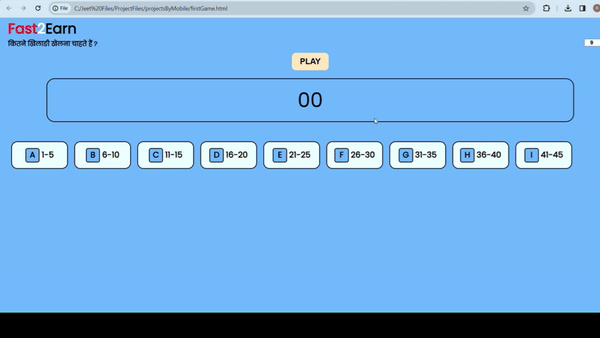 File C:/Jeet%20Files/ProjectFiles/projectsByMobile/firstGame.html
Fast2Earn
कितने खिलाडी खेलना चाहते हैं ?
9
PLAY
00
A 1-5 B 6-10 C 11-15 D 16-20 E 21-25 F 26-30 G 31-35 H 36-40 I 41-45